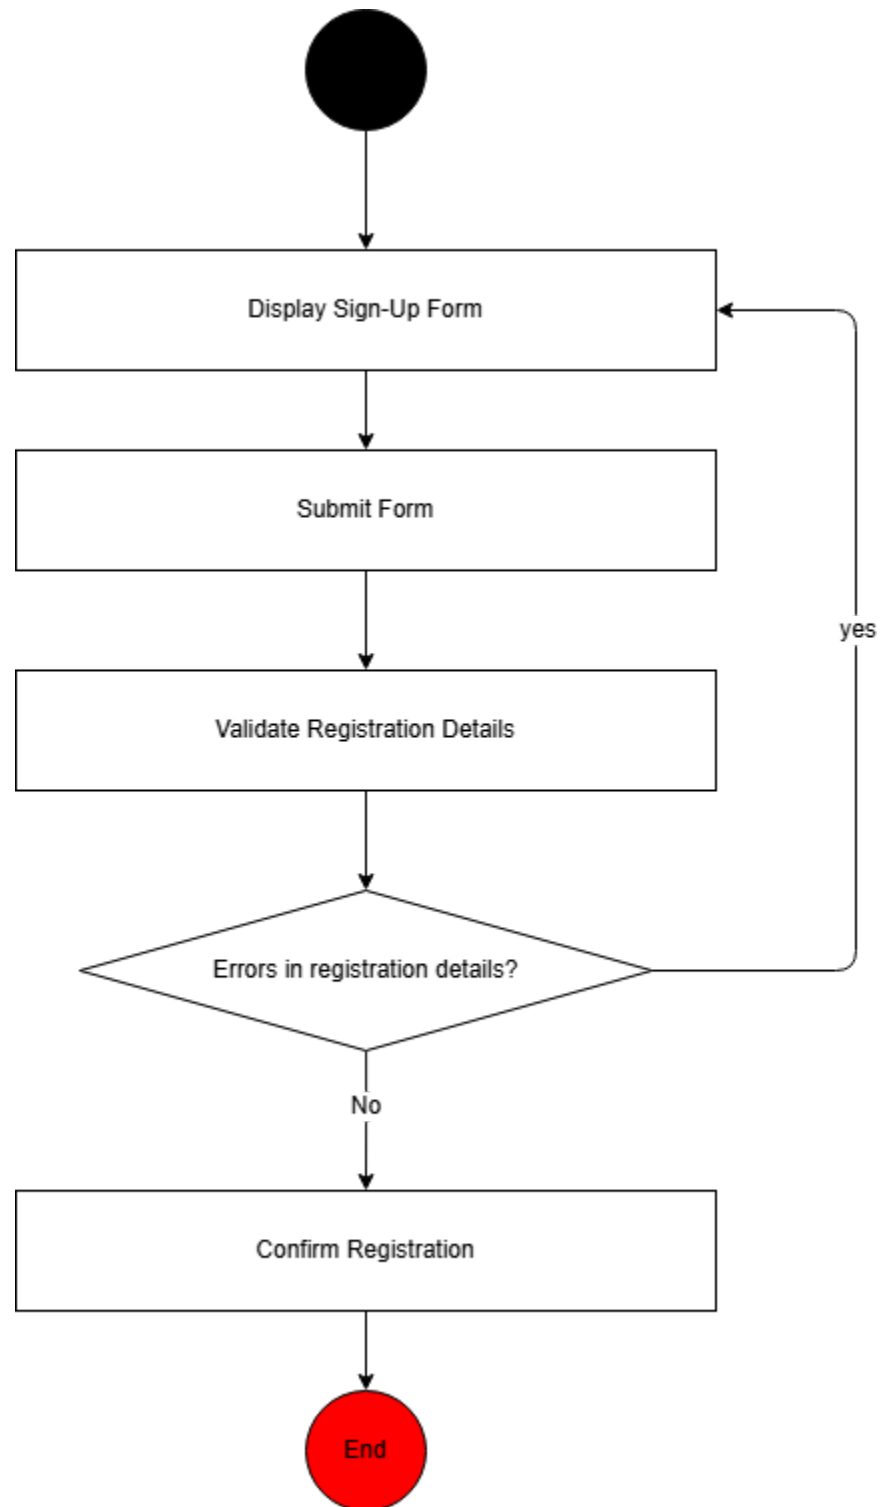 Display Sign-Up Form
Submit Form
yes
Validate Registration Details
Errors in registration details?
No
Confirm Registration
End